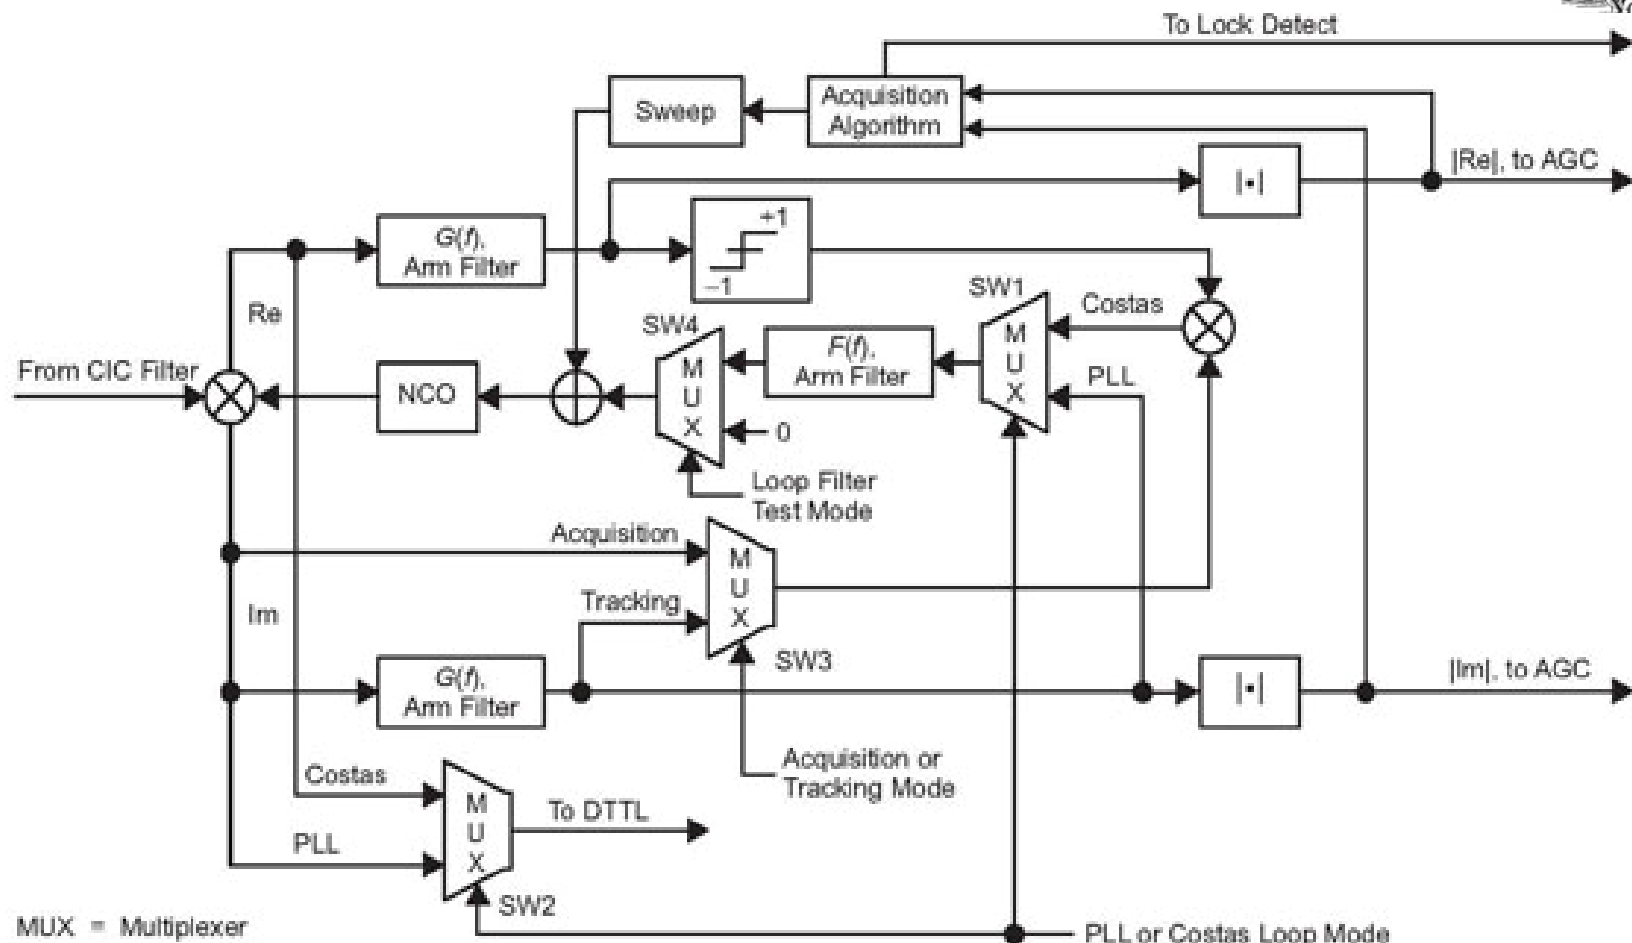 To Lock Detect
Sweep
Acquisition
Algorithm
|•|
|Re|, to AGC
G(f),
Arm Filter
+1
–1
Re
SW1
Costas
SW4
M
U
X
F(f),
Arm Filter
M
U
X
From CIC Filter
NCO
PLL
0
Loop Filter
Test Mode
Acquisition
M
U
X
Tracking
Im
SW3
G(f),
Arm Filter
|•|
|Im|, to AGC
Acquisition or
Tracking Mode
Costas
M
U
X
To DTTL
PLL
SW2
MUX = Multiplexer
PLL or Costas Loop Mode